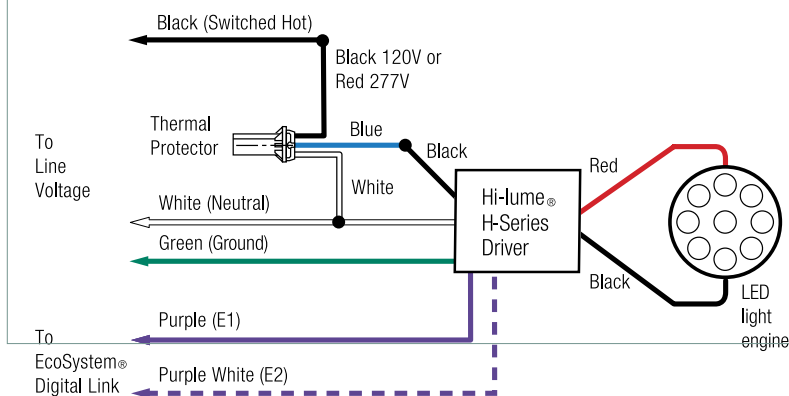 Black (Switched Hot)
Black 120V or
Red 277V
Thermal
Protector
Blue
Black
To
Line
Voltage
White
Red
White (Neutral)
Hi-lume®
H-Series
Driver
Green (Ground)
Black
LED
light
engine
Purple (E1)
To
EcoSystem®
Digital Link
Purple White (E2)